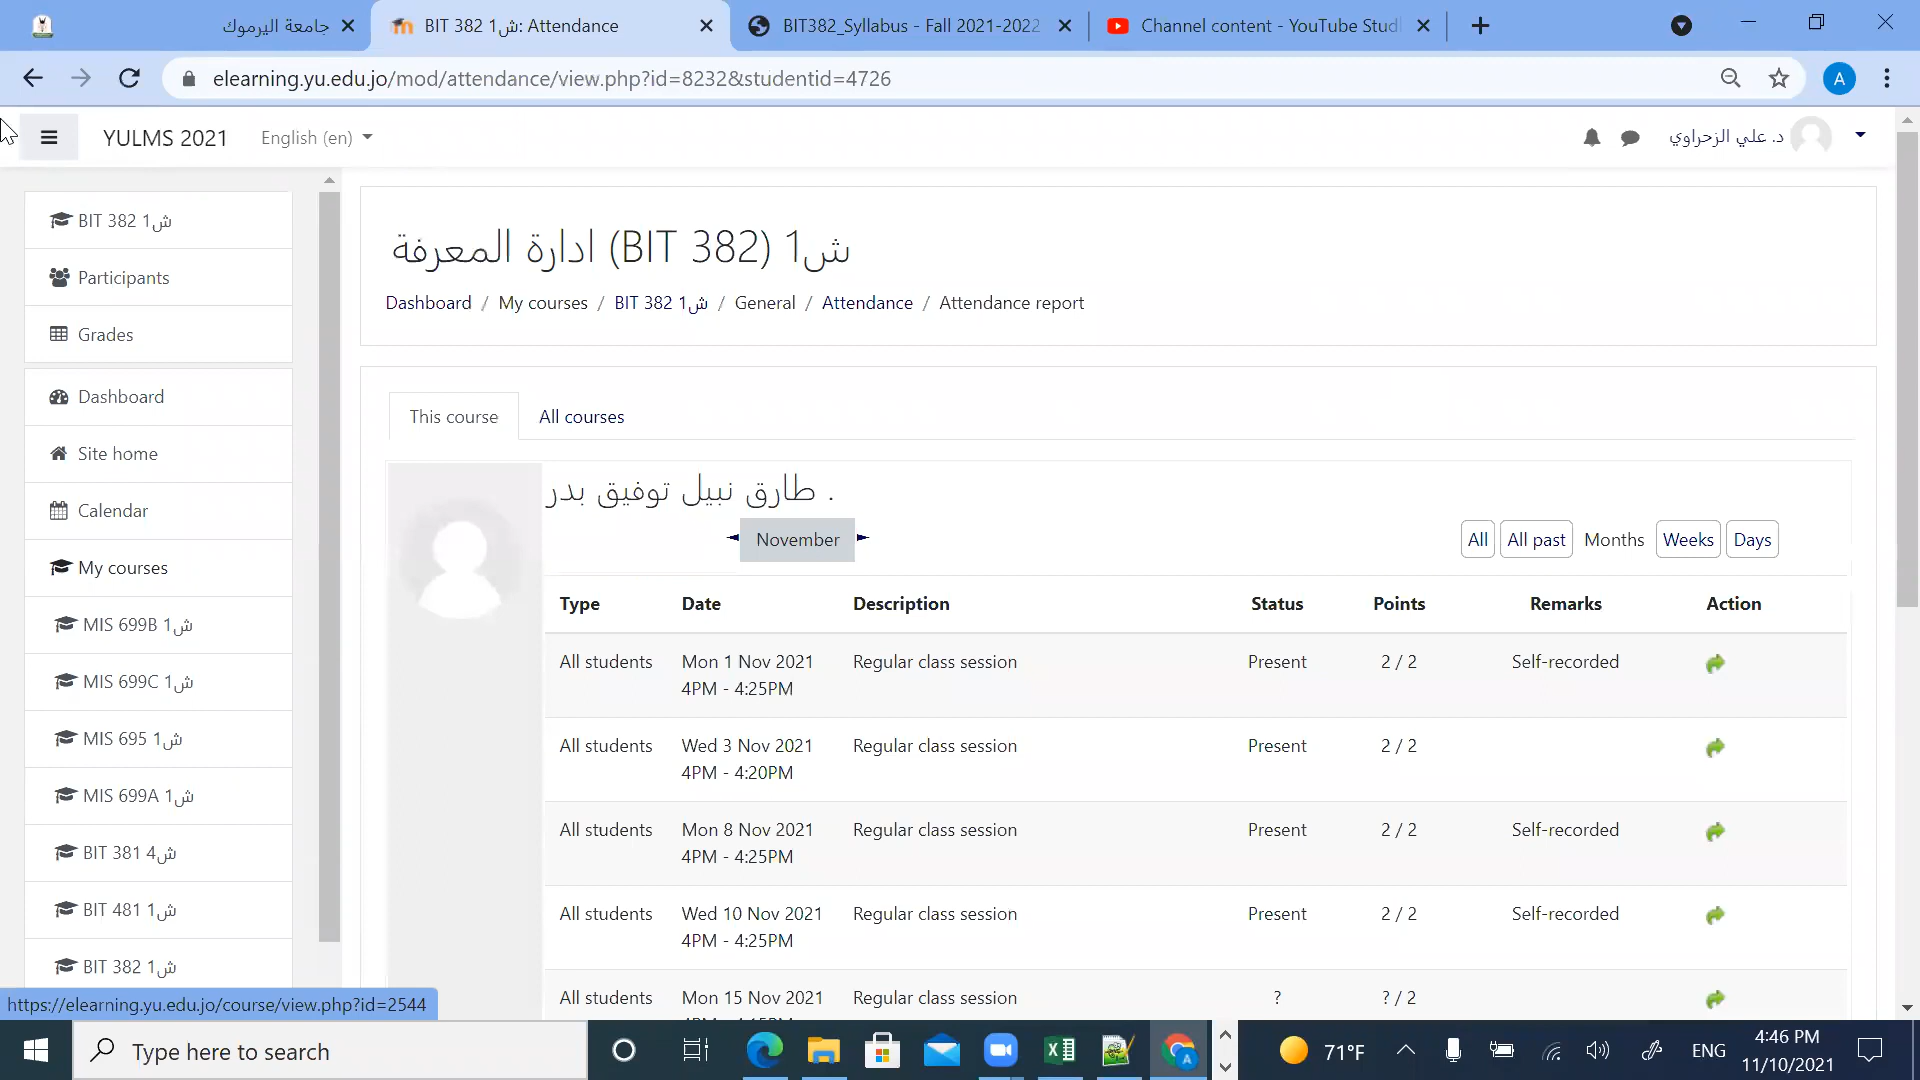 جامعة اليرموك
BIT 382 ش1: Attendance
BIT382_Syllabus - Fall 2021-2022
Channel content - YouTube Studi
elearning.yu.edu.jo/mod/attendance/view.php?id=8232&studentid=4726
A
YULMS 2021
English (en)
د. علي الزحراوي
BIT 382 ش1
Participants
Grades
Dashboard
Site home
Calendar
My courses
MIS 699B ش1
MIS 699C ش1
MIS 695 ش1
MIS 699A ش1
BIT 381 ش4
BIT 481 ش1
BIT 382 ش1
https://elearning.yu.edu.jo/course/view.php?id=2544
ادارة المعرفة (BIT 382) ش1
Dashboard / My courses / BIT 382 ش1 / General / Attendance / Attendance report
This course All courses
طارق نبيل توفيق بدر .
November
All All past Months Weeks Days
Type Date Description Status Points Remarks Action
All students Mon 1 Nov 2021 Regular class session Present 2 / 2 Self-recorded
4PM - 4:25PM
All students Wed 3 Nov 2021 Regular class session Present 2 / 2
4PM - 4:20PM
All students Mon 8 Nov 2021 Regular class session Present 2 / 2 Self-recorded
4PM - 4:25PM
All students Wed 10 Nov 2021 Regular class session Present 2 / 2 Self-recorded
4PM - 4:25PM
All students Mon 15 Nov 2021 Regular class session ? ? / 2
Type here to search
71°F
ENG
4:46 PM
11/10/2021